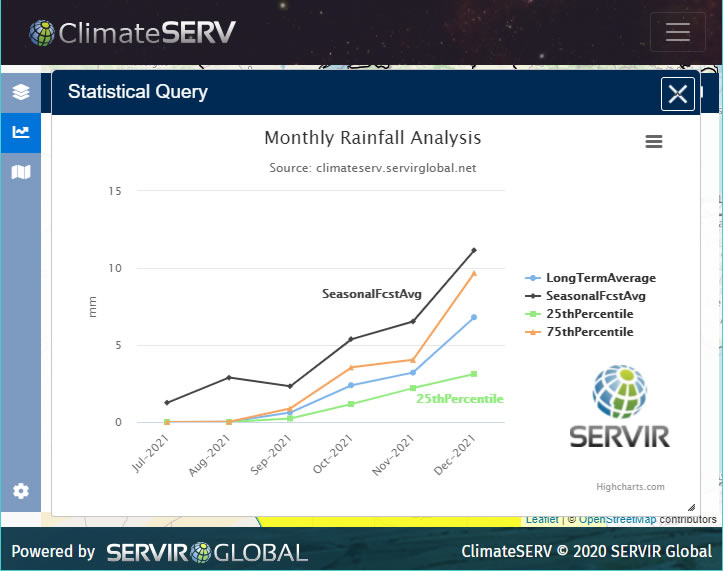 ClimateSERV
Statistical Query
Monthly Rainfall Analysis
Source: climateserv.servirglobal.net
15
10
5
0
mm
SeasonalFcstAvg
25thPercentile
Jul-2021
Aug-2021
Sep-2021
Oct-2021
Nov-2021
Dec-2021
LongTermAverage
SeasonalFcstAvg
25thPercentile
75thPercentile
SERVIR
Highcharts.com
Leaflet | © OpenStreetMap contributors
Powered by SERVIR GLOBAL
ClimateSERV © 2020 SERVIR Global